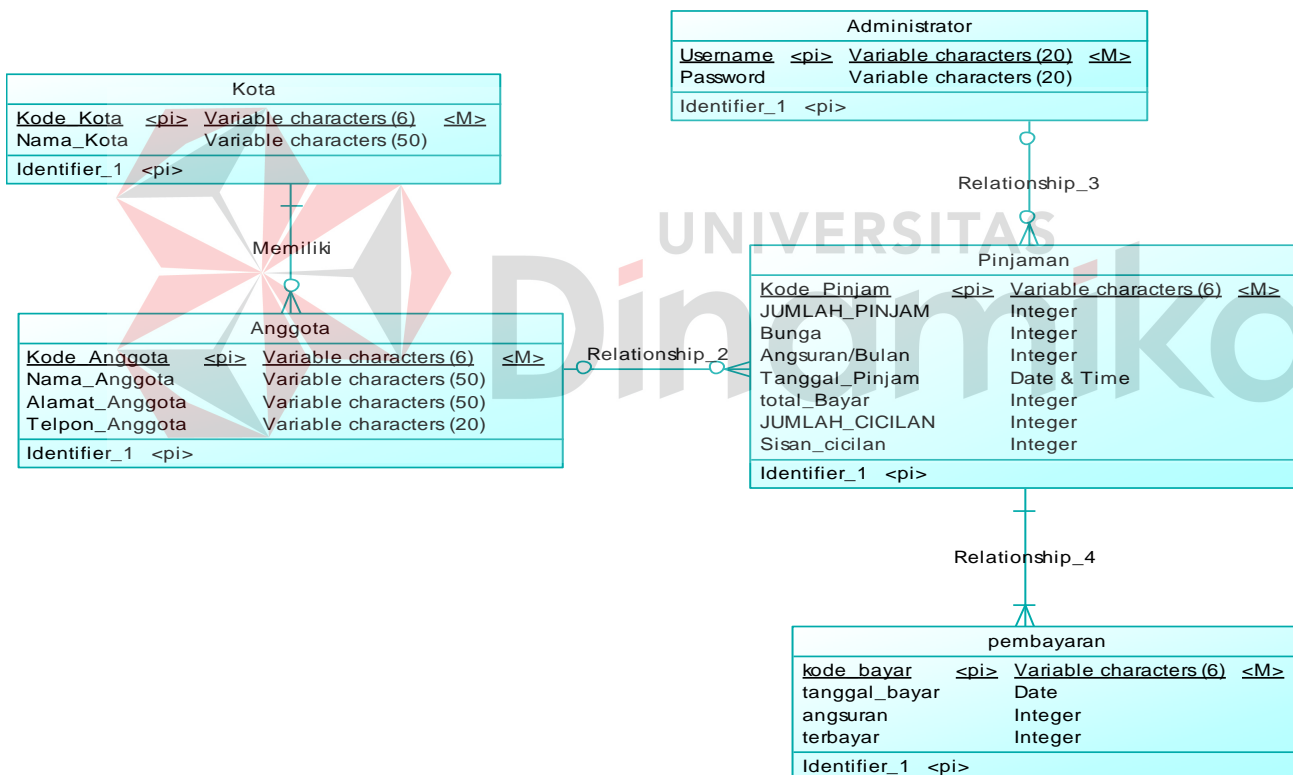 Administrator
Username <pi> Variable characters (20) <M>
Password Variable characters (20)
Identifier_1 <pi>
Kota
Kode_Kota <pi> Variable characters (6) <M>
Nama_Kota Variable characters (50)
Identifier_1 <pi>
Relationship_3
Memiliki
UNIVERSITAS
Dinamika
Anggota
Kode_Anggota <pi> Variable characters (6) <M>
Nama_Anggota Variable characters (50)
Alamat_Anggota Variable characters (50)
Telpon_Anggota Variable characters (20)
Identifier_1 <pi>
Relationship_2
Pinjaman
Kode_Pinjam <pi> Variable characters (6) <M>
JUMLAH_PINJAM Integer
Bunga Integer
Angsuran/Bulan Integer
Tanggal_Pinjam Date & Time
total_Bayar Integer
JUMLAH_CICILAN Integer
Sisan_cicilan Integer
Identifier_1 <pi>
Relationship_4
pembayaran
kode_bayar <pi> Variable characters (6) <M>
tanggal_bayar Date
angsuran Integer
terbayar Integer
Identifier_1 <pi>